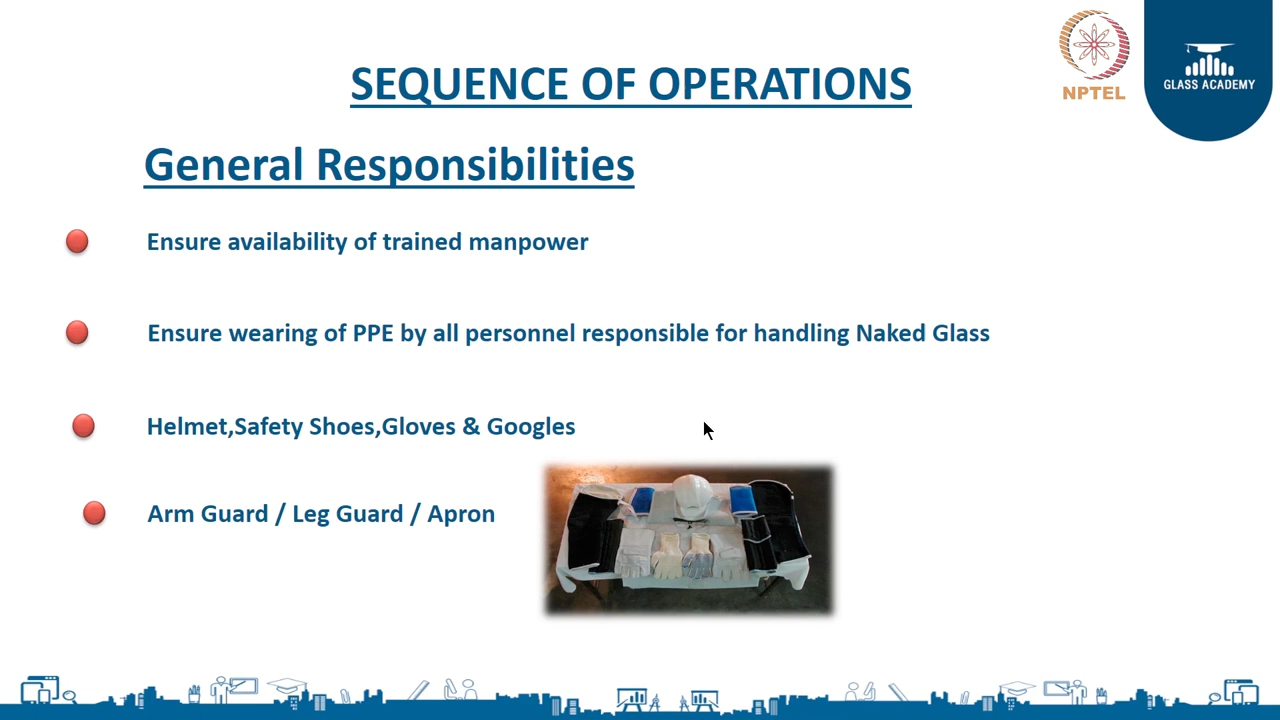 SEQUENCE OF OPERATIONS
NPTEL
GLASS ACADEMY
General Responsibilities
Ensure availability of trained manpower
Ensure wearing of PPE by all personnel responsible for handling Naked Glass
Helmet,Safety Shoes,Gloves & Googles
Arm Guard / Leg Guard / Apron